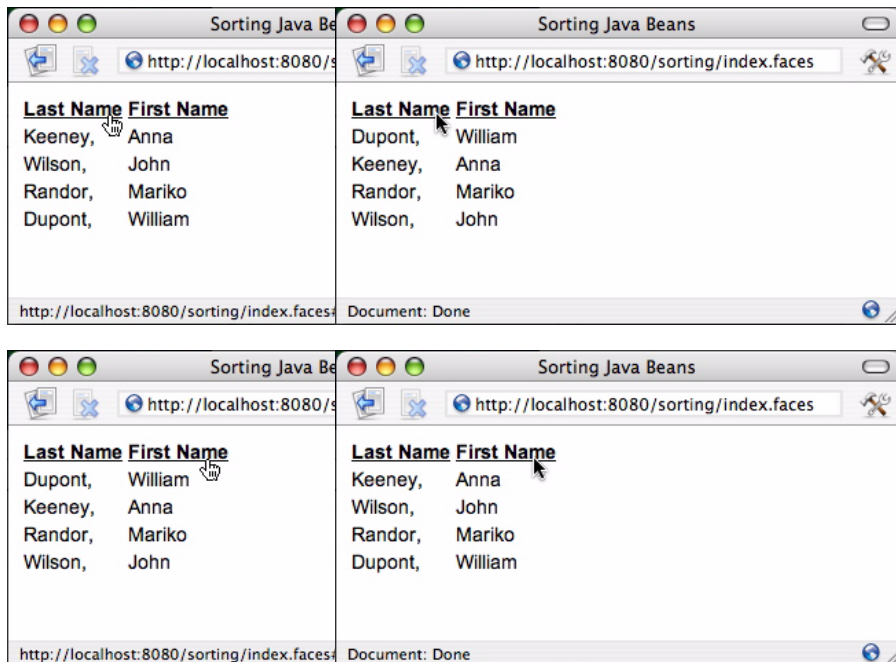 Sorting Java Be
http://localhost:8080/s
Last Name First Name
Keeney, Anna
Wilson, John
Randor, Mariko
Dupont, William
http://localhost:8080/sorting/index.faces#
Sorting Java Beans
http://localhost:8080/sorting/index.faces
Last Name First Name
Dupont, William
Keeney, Anna
Randor, Mariko
Wilson, John
Document: Done
Sorting Java Be
http://localhost:8080/s
Last Name First Name
Dupont, William
Keeney, Anna
Randor, Mariko
Wilson, John
http://localhost:8080/sorting/index.faces#
Sorting Java Beans
http://localhost:8080/sorting/index.faces
Last Name First Name
Keeney, Anna
Wilson, John
Randor, Mariko
Dupont, William
Document: Done